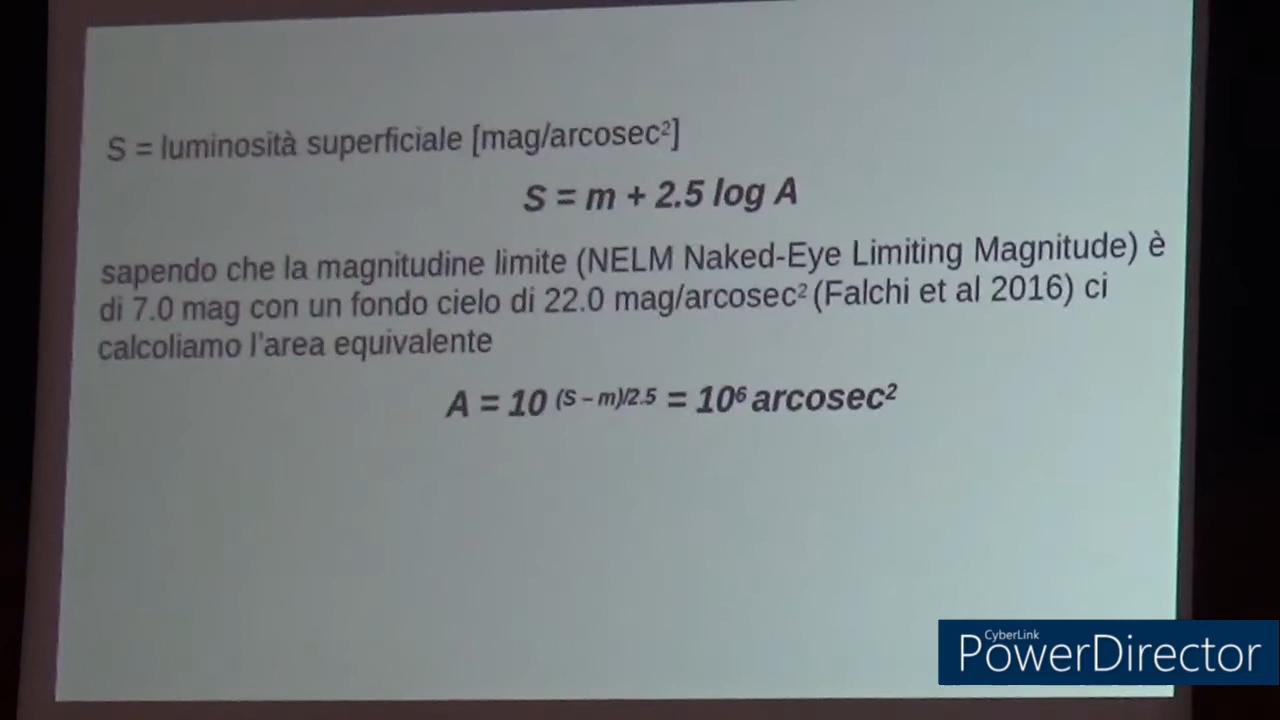 S = luminosità superficiale [mag/arcosec²]
S = m + 2.5 log A
sapendo che la magnitudine limite (NELM Naked-Eye Limiting Magnitude) è
di 7.0 mag con un fondo cielo di 22.0 mag/arcosec² (Falchi et al 2016) ci
calcoliamo l'area equivalente
A = 10 ⁽ˢ ⁻ ᵐ⁾ᐟ²·⁵ = 10⁶ arcosec²
CyberLink
PowerDirector